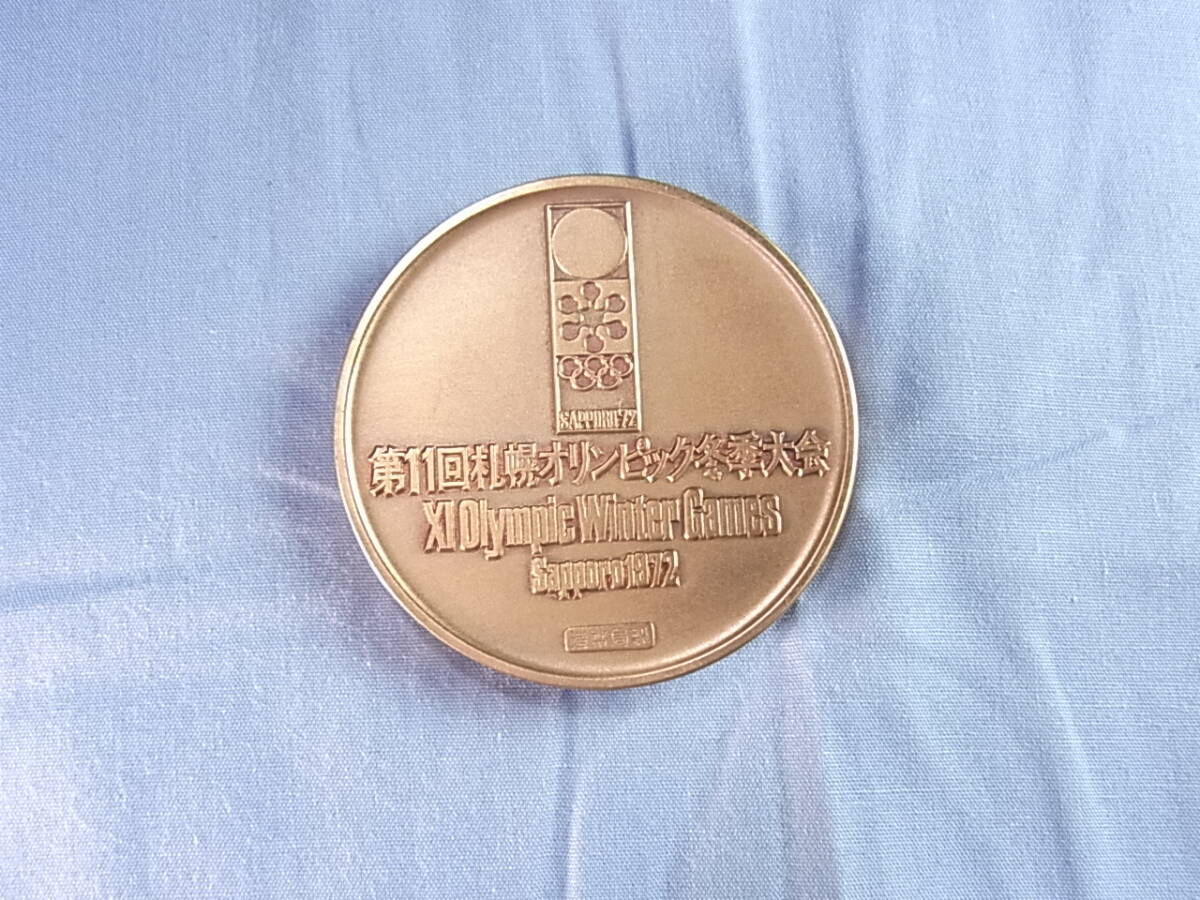 SAPPORO'72
第11回札幌オリンピック冬季大会
XI Olympic Winter Games
Sapporo1972